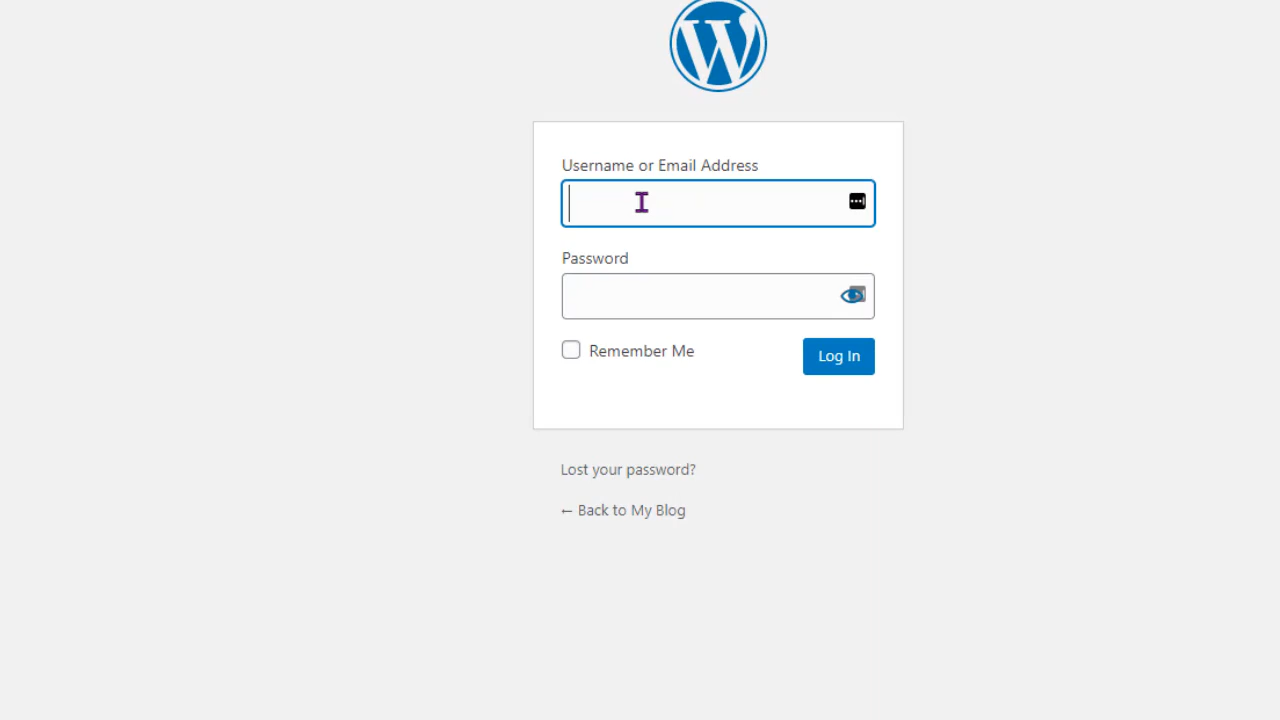 Username or Email Address
Password
Remember Me
Log In
Lost your password?
← Back to My Blog